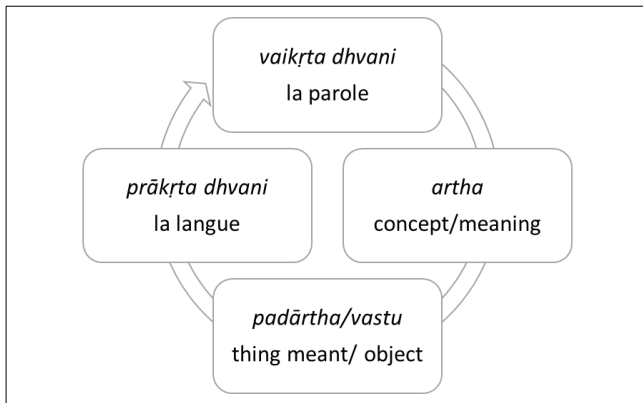 vaikṛta dhvani
la parole
prākṛta dhvani
la langue
artha
concept/meaning
padārtha/vastu
thing meant/ object